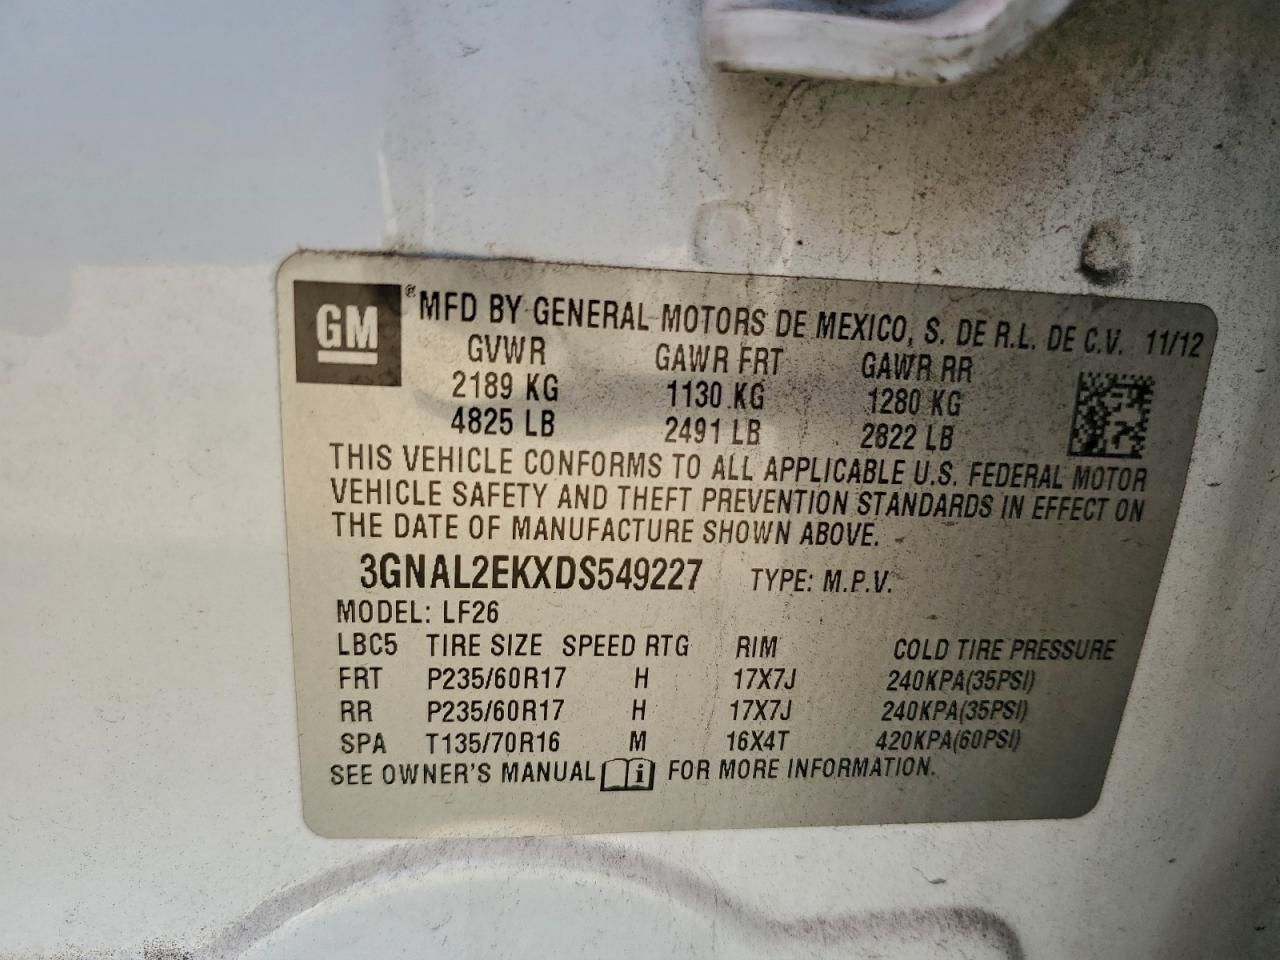 GM ® MFD BY GENERAL MOTORS DE MEXICO, S. DE R.L. DE C.V. 11/12
GVWR GAWR FRT GAWR RR
2189 KG 1130 KG 1280 KG
4825 LB 2491 LB 2822 LB
THIS VEHICLE CONFORMS TO ALL APPLICABLE U.S. FEDERAL MOTOR
VEHICLE SAFETY AND THEFT PREVENTION STANDARDS IN EFFECT ON
THE DATE OF MANUFACTURE SHOWN ABOVE.
3GNAL2EKXDS549227 TYPE: M.P.V.
MODEL: LF26
LBC5 TIRE SIZE SPEED RTG RIM COLD TIRE PRESSURE
FRT P235/60R17 H 17X7J 240KPA(35PSI)
RR P235/60R17 H 17X7J 240KPA(35PSI)
SPA T135/70R16 M 16X4T 420KPA(60PSI)
SEE OWNER'S MANUAL i FOR MORE INFORMATION.